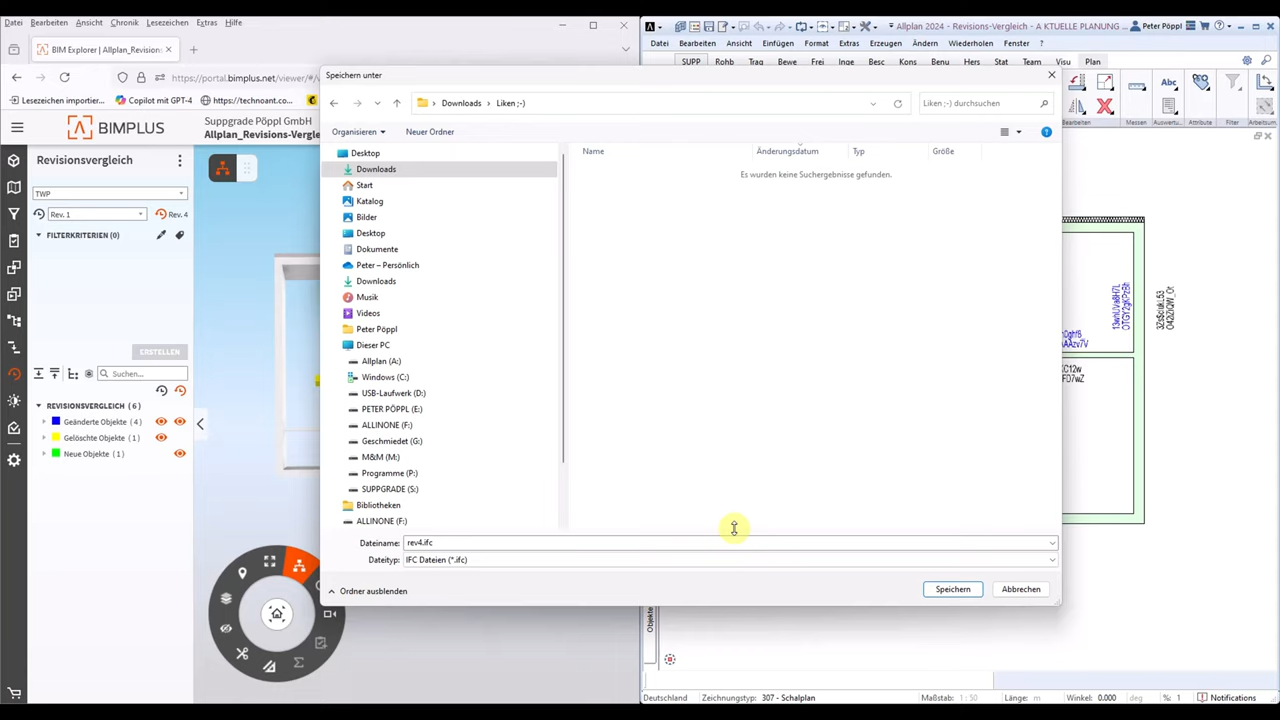 Datei Bearbeiten Ansicht Chronik Lesezeichen Extras Hilfe
BIM Explorer | Allplan_Revision
https://portal.bimplus.net/viewer/#/
Lesezeichen importier... Copilot mit GPT-4 https://technoant.co...
BIMPLUS
Suppgrade Pöppl GmbH
Allplan_Revisions-Vergle
Revisionsvergleich
TWP
Rev. 1 Rev. 4
FILTERKRITERIEN (0)
ERSTELLEN
Suchen...
REVISIONSVERGLEICH ( 6 )
Geänderte Objekte ( 4 )
Gelöschte Objekte ( 1 )
Neue Objekte ( 1 )
Speichern unter
Downloads Liken ;-)
Liken ;-) durchsuchen
Organisieren Neuer Ordner
Name Änderungsdatum Typ Größe
Es wurden keine Suchergebnisse gefunden.
Desktop
Downloads
Start
Katalog
Bilder
Desktop
Dokumente
Peter – Persönlich
Downloads
Musik
Videos
Peter Pöppl
Dieser PC
Allplan (A:)
Windows (C:)
USB-Laufwerk (D:)
PETER PÖPPL (E:)
ALLINONE (F:)
Geschmiedet (G:)
M&M (M:)
Programme (P:)
SUPPGRADE (S:)
Bibliotheken
ALLINONE (F:)
Dateiname: rev4.ifc
Dateityp: IFC Dateien (*.ifc)
Ordner ausblenden
Speichern Abbrechen
Allplan 2024 - Revisions-Vergleich - A KTUELLE PLANUNG
Peter Pöppl
Datei Bearbeiten Ansicht Einfügen Format Extras Erzeugen Ändern Wiederholen Fenster ?
SUPP Rohb Trag Bewe Frei Inge Besc Kons Bewe Visu Hers Stat Team Visu Plan
Abc
Bearbeiten Messen Attribute Filter Arbeitsum.
Objekte
Deutschland Zeichnungstyp: 307 - Schalplan Maßstab: 1 : 50 Länge: m Winkel: 0.000 deg %: 1 Notifications